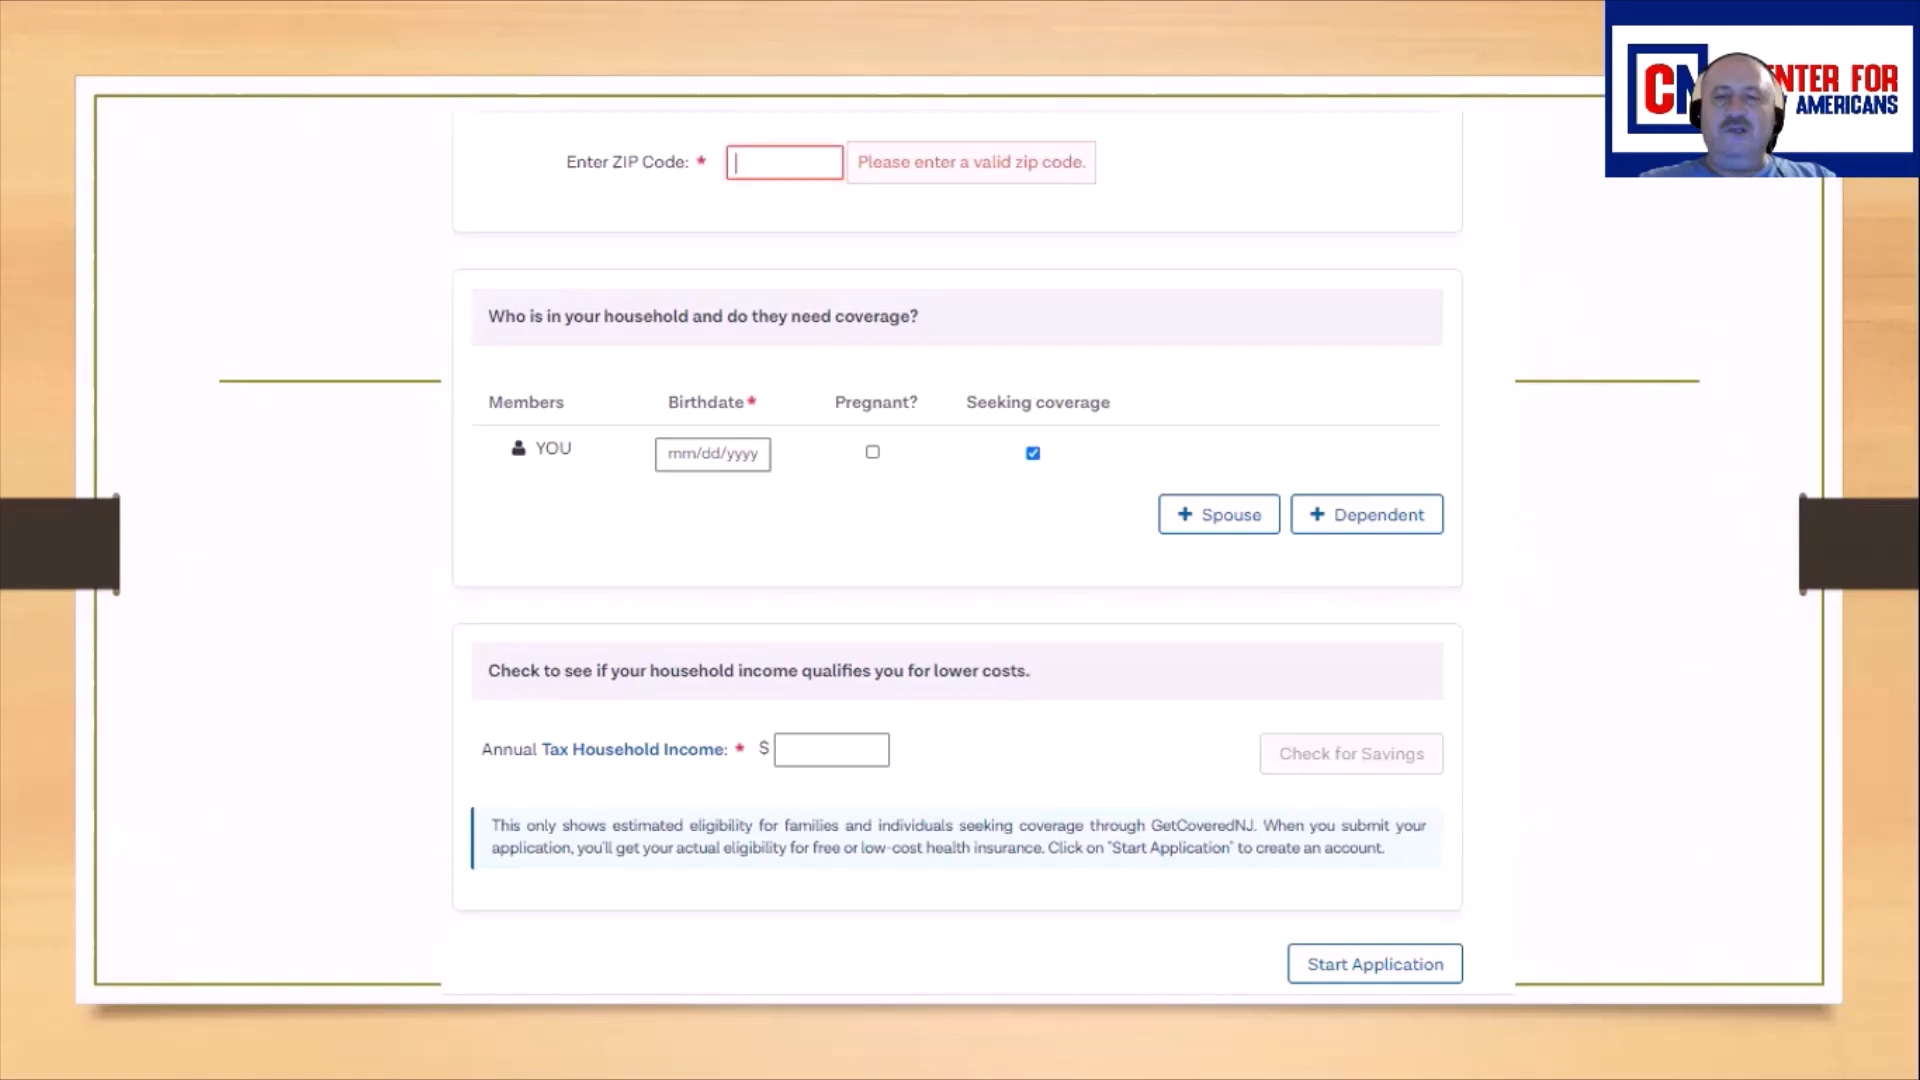 CN CENTER FOR
AMERICANS
Enter ZIP Code: *
Please enter a valid zip code.
Who is in your household and do they need coverage?
Members Birthdate* Pregnant? Seeking coverage
YOU mm/dd/yyyy
+ Spouse + Dependent
Check to see if your household income qualifies you for lower costs.
Annual Tax Household Income: * $
Check for Savings
This only shows estimated eligibility for families and individuals seeking coverage through GetCoveredNJ. When you submit your
application, you'll get your actual eligibility for free or low-cost health insurance. Click on "Start Application" to create an account.
Start Application